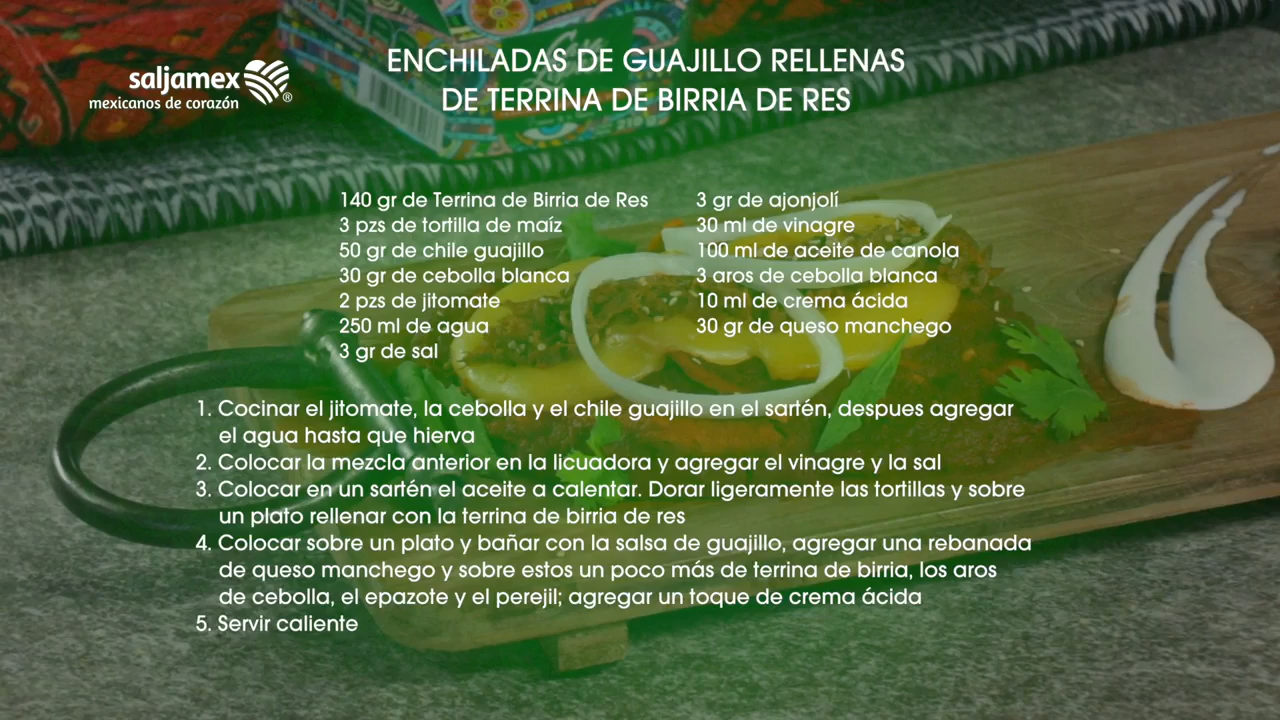 saljamex
mexicanos de corazón
ENCHILADAS DE GUAJILLO RELLENAS
DE TERRINA DE BIRRIA DE RES
140 gr de Terrina de Birria de Res
3 pzs de tortilla de maíz
50 gr de chile guajillo
30 gr de cebolla blanca
2 pzs de jitomate
250 ml de agua
3 gr de sal
3 gr de ajonjolí
30 ml de vinagre
100 ml de aceite de canola
3 aros de cebolla blanca
10 ml de crema ácida
30 gr de queso manchego
1. Cocinar el jitomate, la cebolla y el chile guajillo en el sartén, despues agregar
el agua hasta que hierva
2. Colocar la mezcla anterior en la licuadora y agregar el vinagre y la sal
3. Colocar en un sartén el aceite a calentar. Dorar ligeramente las tortillas y sobre
un plato rellenar con la terrina de birria de res
4. Colocar sobre un plato y bañar con la salsa de guajillo, agregar una rebanada
de queso manchego y sobre estos un poco más de terrina de birria, los aros
de cebolla, el epazote y el perejil; agregar un toque de crema ácida
5. Servir caliente